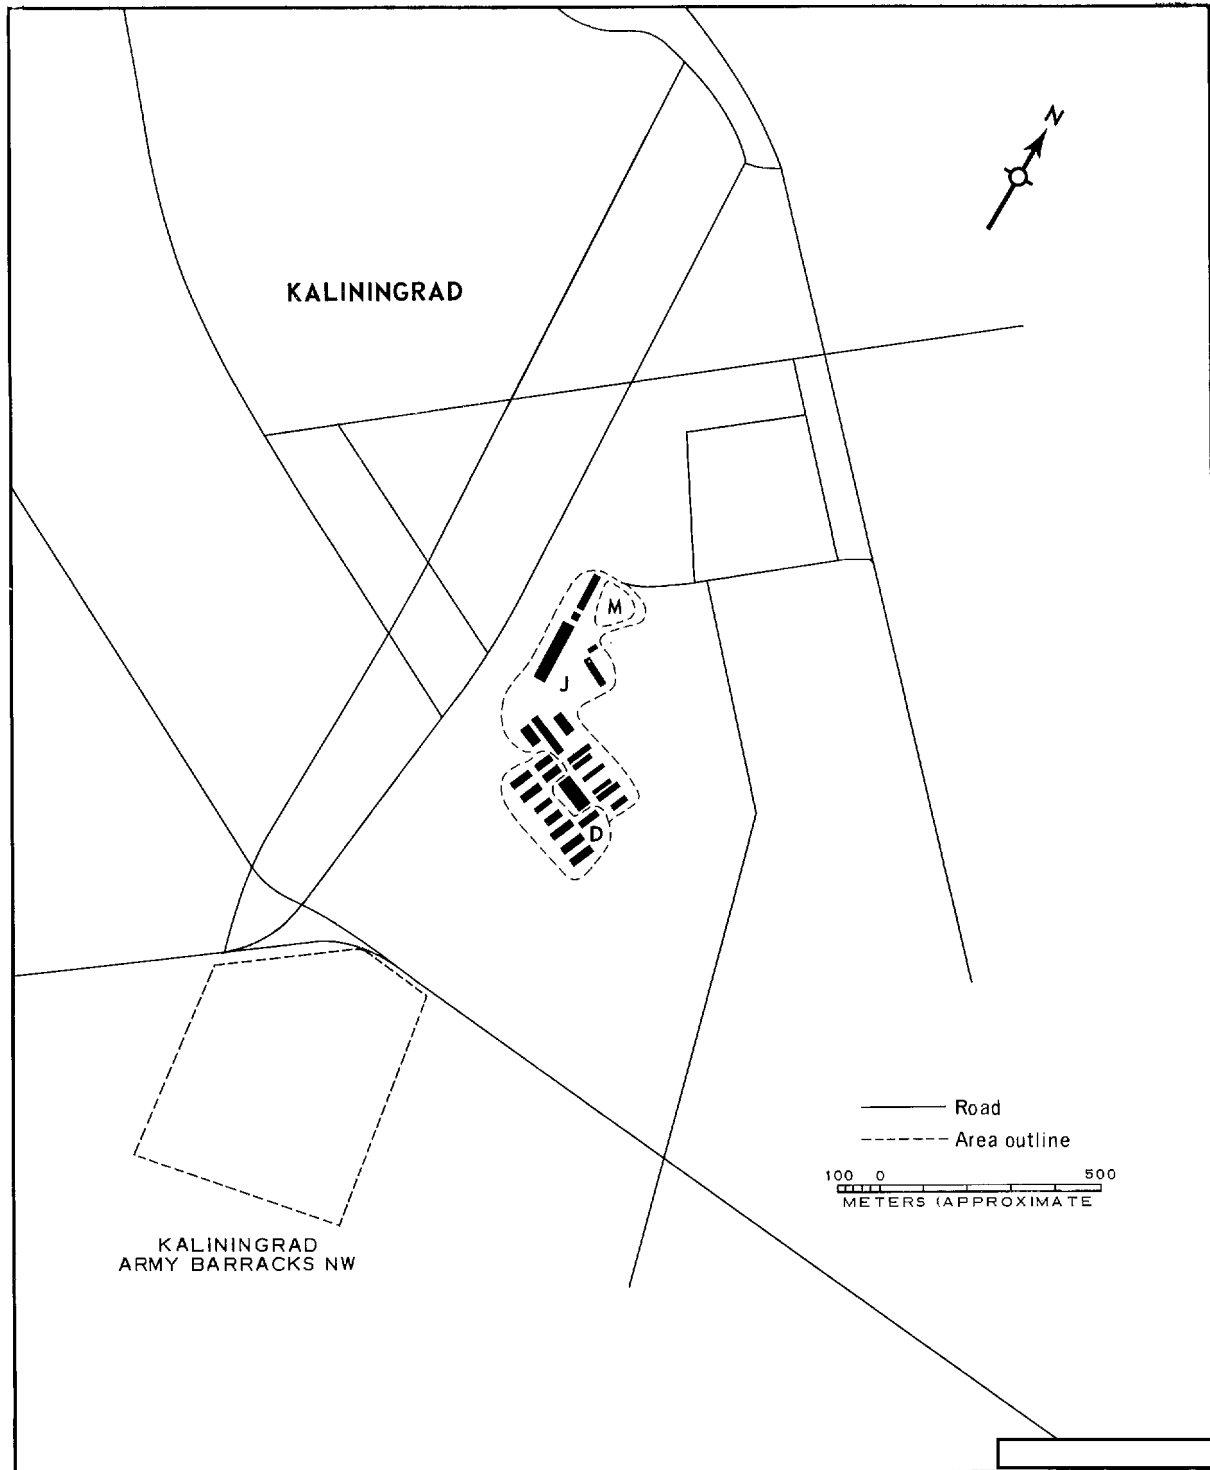 N
KALININGRAD
M
J
D
Road
Area outline
100 0 500
METERS (APPROXIMATE
KALININGRAD
ARMY BARRACKS NW